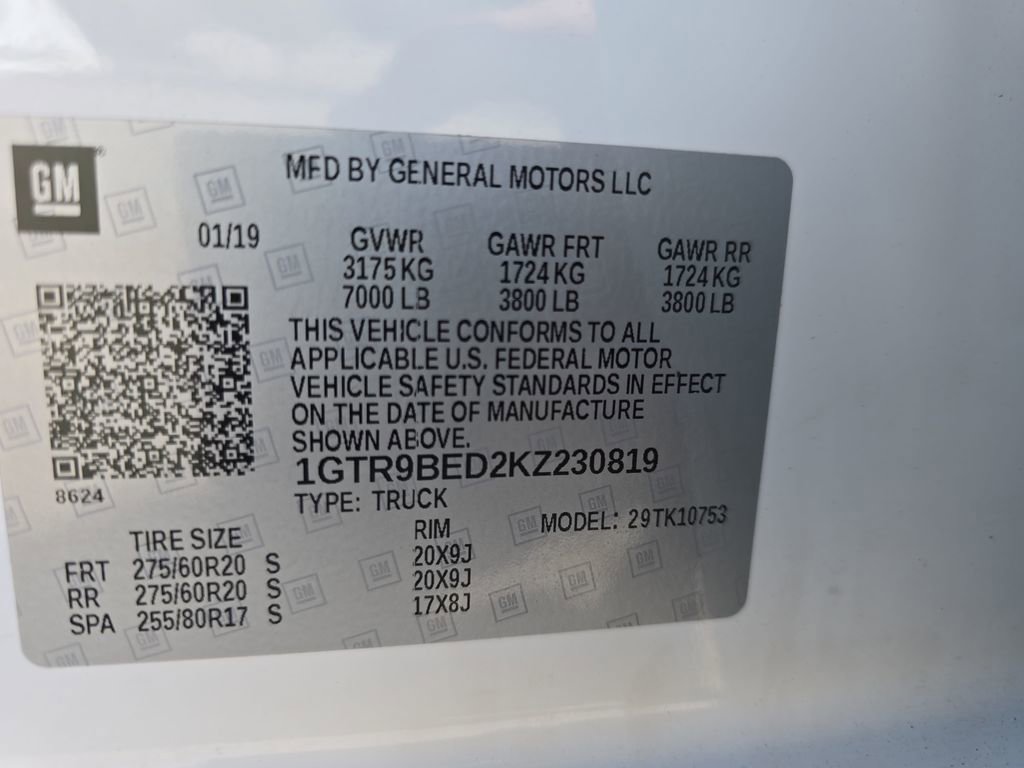 GM
MFD BY GENERAL MOTORS LLC
01/19
GVWR GAWR FRT GAWR RR
3175 KG 1724 KG 1724 KG
7000 LB 3800 LB 3800 LB
THIS VEHICLE CONFORMS TO ALL
APPLICABLE U.S. FEDERAL MOTOR
VEHICLE SAFETY STANDARDS IN EFFECT
ON THE DATE OF MANUFACTURE
SHOWN ABOVE.
1GTR9BED2KZ230819
8624
TYPE: TRUCK
MODEL: 29TK10753
TIRE SIZE RIM
FRT 275/60R20 S 20X9J
RR 275/60R20 S 20X9J
SPA 255/80R17 S 17X8J